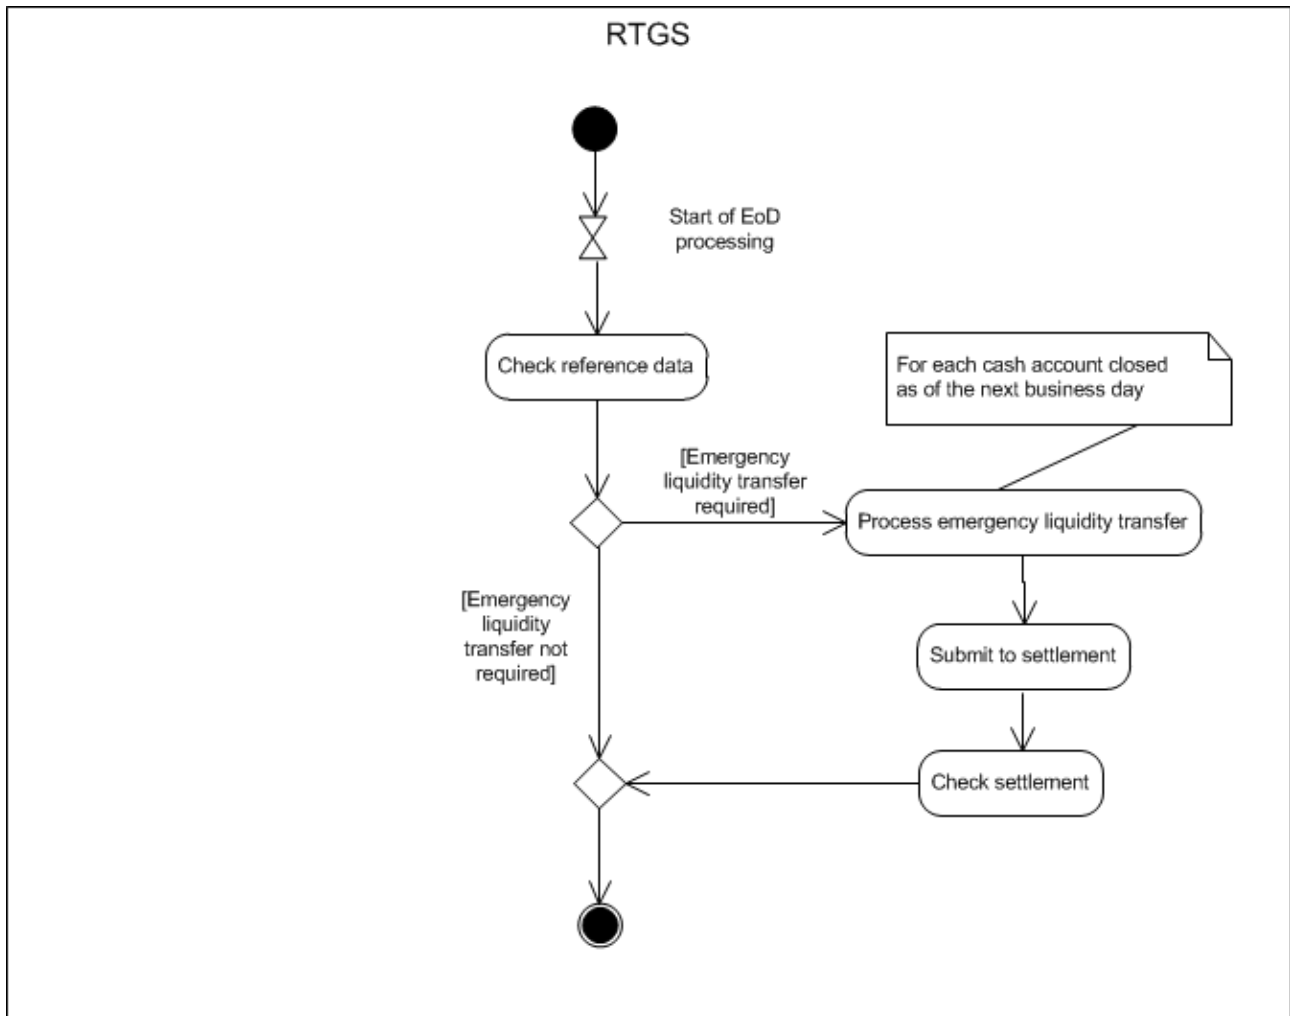 RTGS
Start of EoD
processing
Check reference data
For each cash account closed
as of the next business day
[Emergency
liquidity transfer
required]
Process emergency liquidity transfer
[Emergency
liquidity
transfer not
required]
Submit to settlement
Check settlement